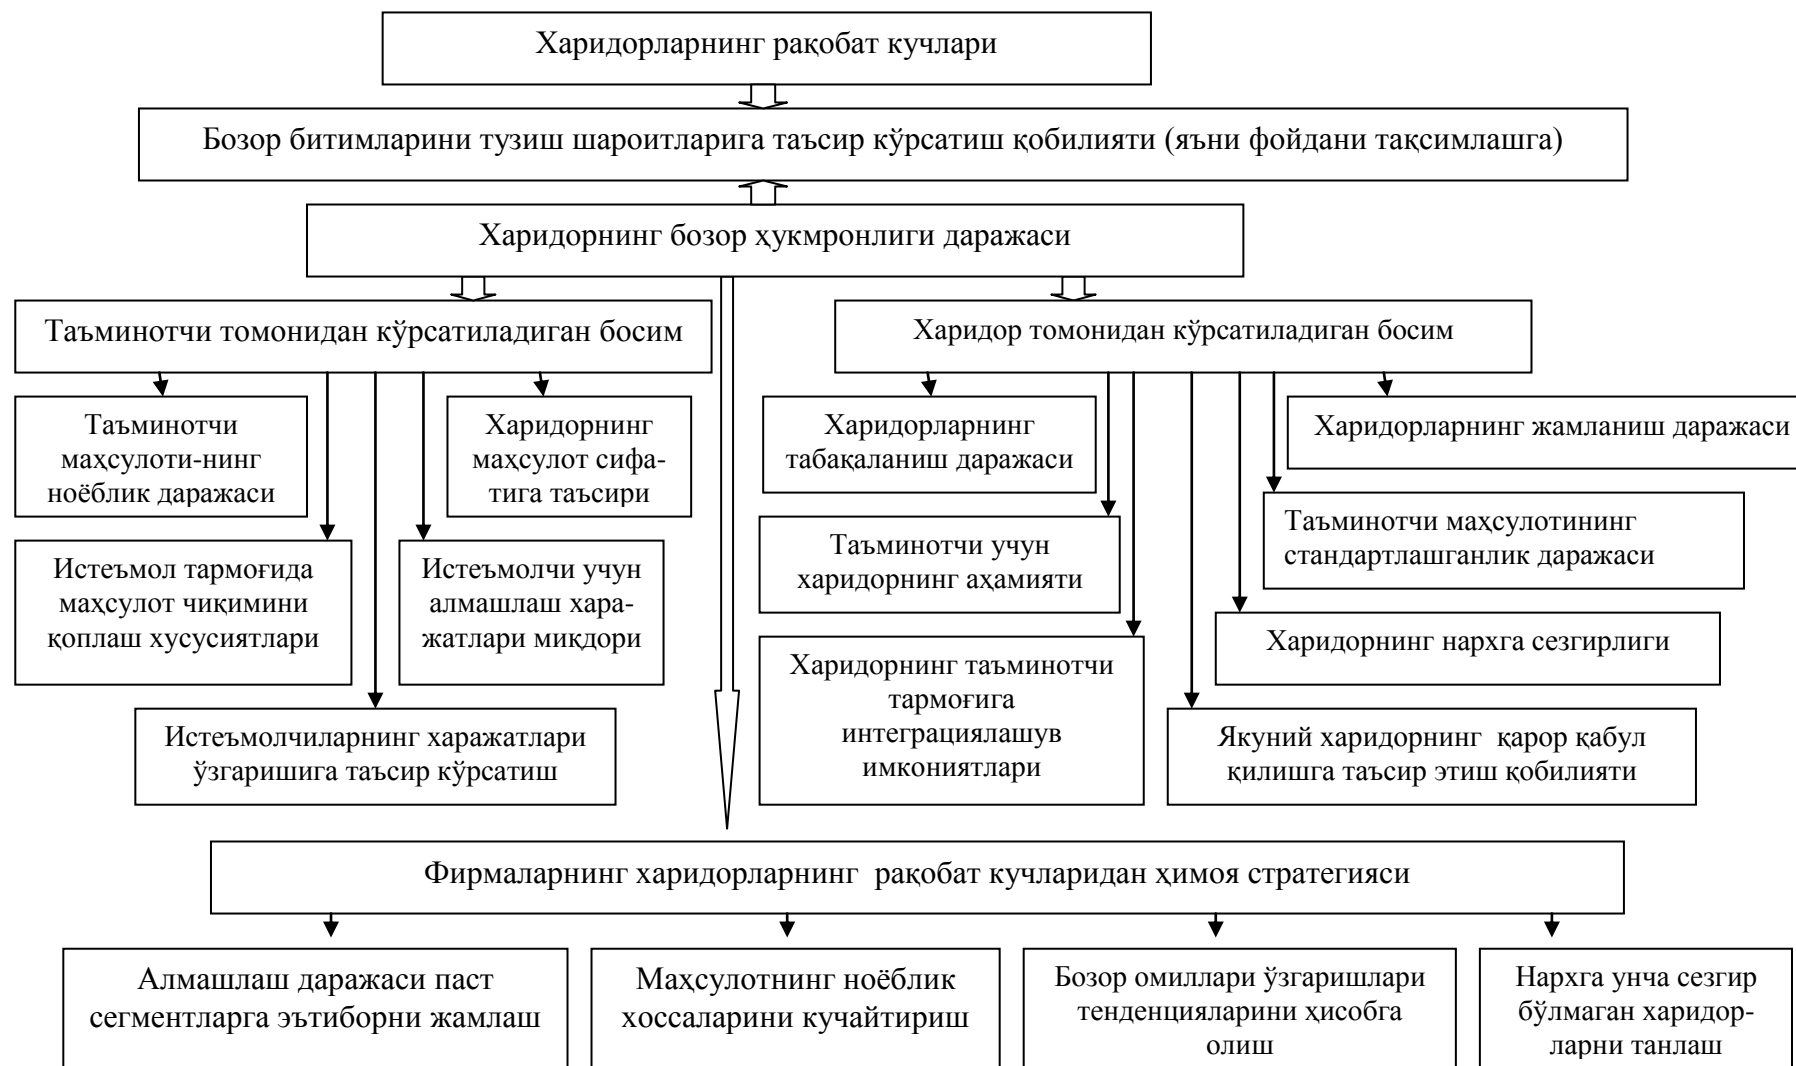 Харидорларнинг рақобат кучлари
Бозор битимларини тузиш шароитларига таъсир кўрсатиш қобилияти (яъни фойдани тақсимлашга)
Харидорнинг бозор ҳукмронлиги даражаси
Таъминотчи томонидан кўрсатиладиган босим
Харидор томонидан кўрсатиладиган босим
Таъминотчи
маҳсулоти-нинг
ноёблик даражаси
Харидорнинг
маҳсулот сифа-
тига таъсири
Харидорларнинг
табақаланиш даражаси
Харидорларнинг жамланиш даражаси
Истеъмол тармоғида
маҳсулот чиқимини
қоплаш хусусиятлари
Истеъмолчи учун
алмашлаш хара-
жатлари миқдори
Таъминотчи учун
харидорнинг аҳамияти
Таъминотчи маҳсулотининг
стандартлашганлик даражаси
Харидорнинг нархга сезгирлиги
Истеъмолчиларнинг харажатлари
ўзгаришига таъсир кўрсатиш
Харидорнинг таъминотчи
тармоғига
интеграциялашув
имкониятлари
Якуний харидорнинг қарор қабул
қилишга таъсир этиш қобилияти
Фирмаларнинг харидорларнинг рақобат кучларидан ҳимоя стратегияси
Алмашлаш даражаси паст
сегментларга эътиборни жамлаш
Маҳсулотнинг ноёблик
хоссаларини кучайтириш
Бозор омиллари ўзгаришлари
тенденцияларини ҳисобга
олиш
Нархга унча сезгир
бўлмаган харидор-
ларни танлаш